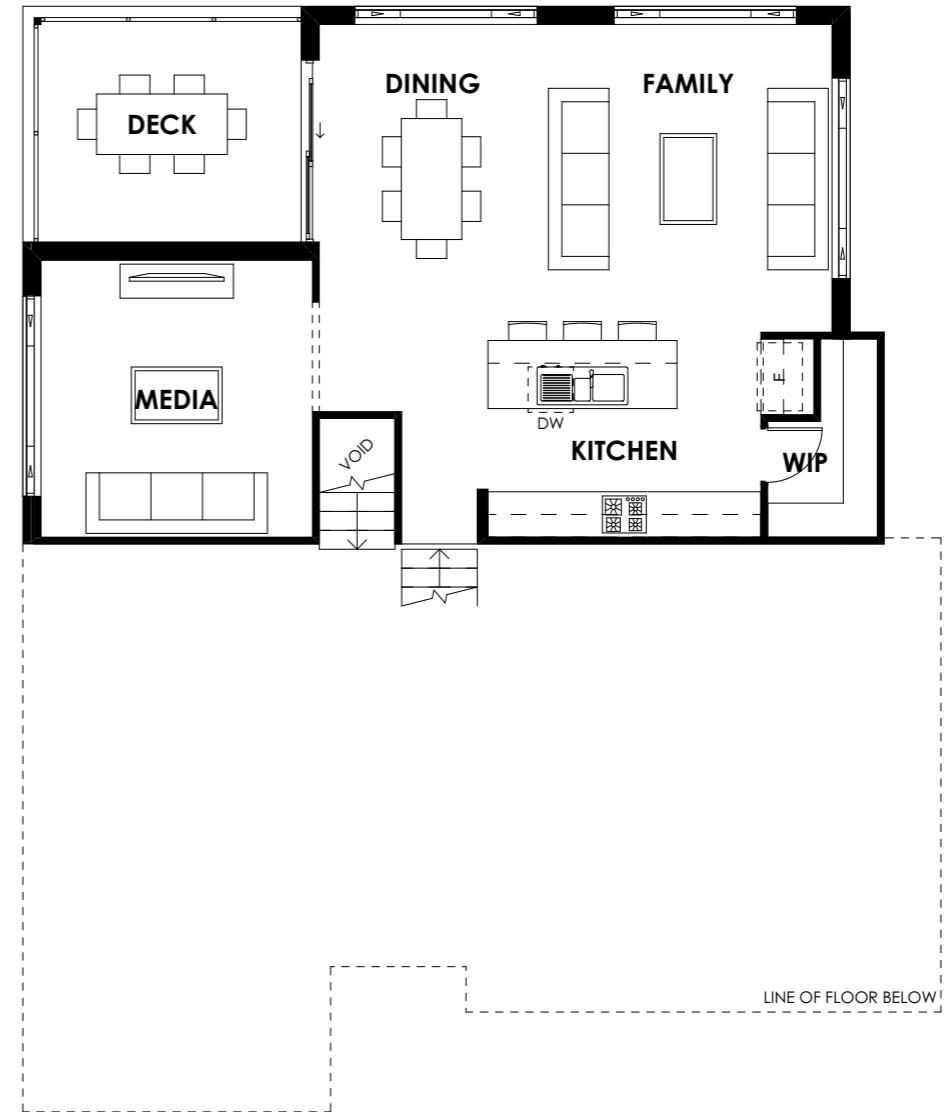 DINING
FAMILY
DECK
MEDIA
F
DW
VOID
KITCHEN
WIP
LINE OF FLOOR BELOW